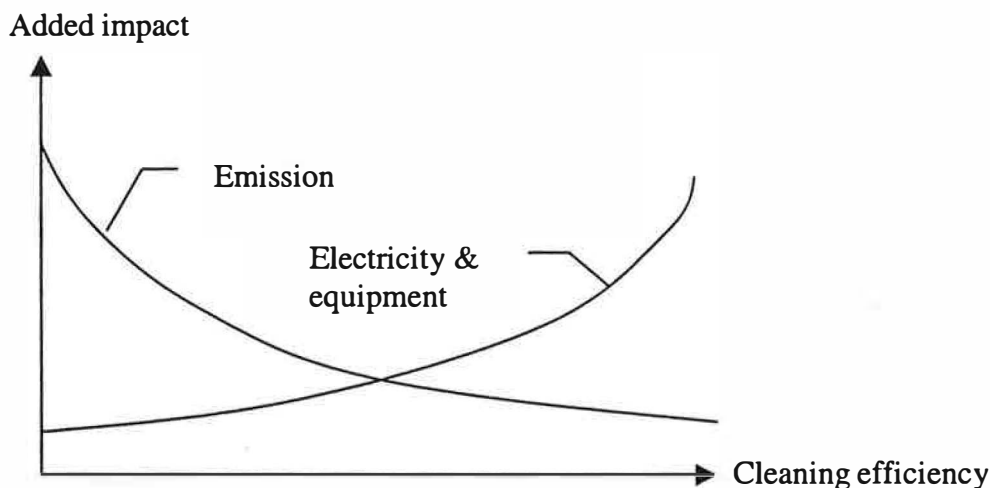 Added impact
Emission
Electricity &
equipment
Cleaning efficiency